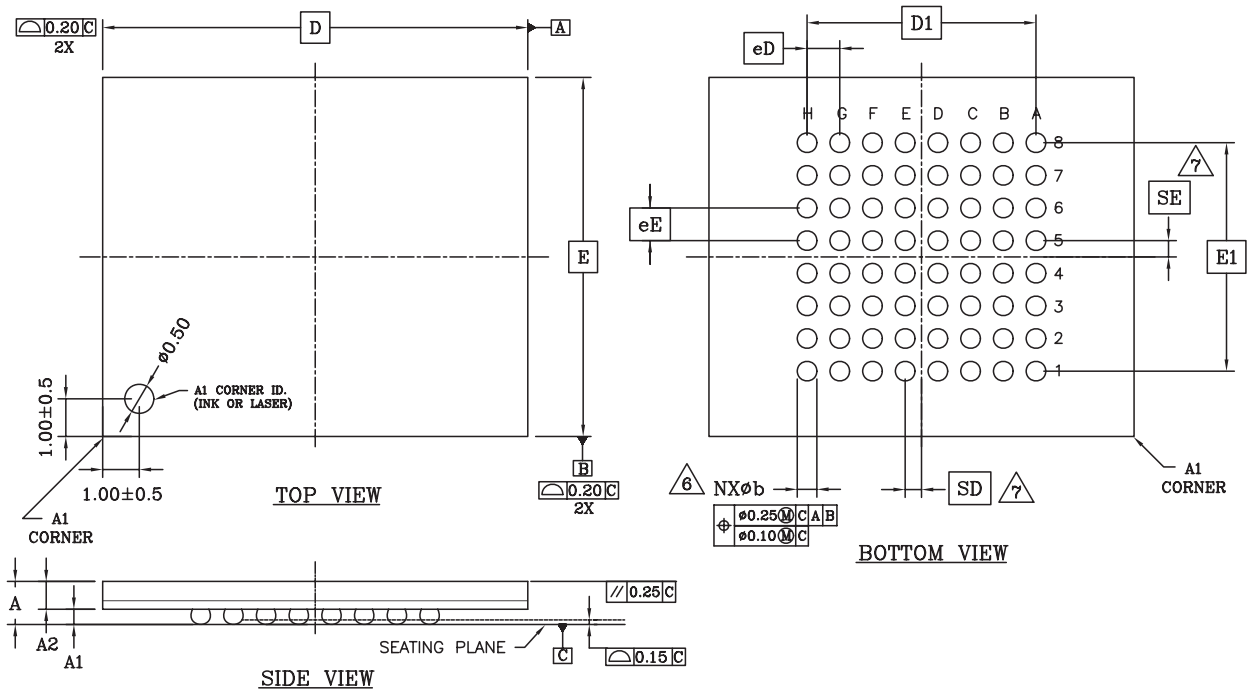 ⌓ 0.20 C
2X
D
A
E
ø0.50
A1 CORNER ID.
(INK OR LASER)
1.00±0.5
1.00±0.5
A1
CORNER
TOP VIEW
B
⌓ 0.20 C
2X
D1
eD
H G F E D C B A
8
7
6
5
4
3
2
1
7
SE
eE
E1
6 NXøb
⌖ ø0.25 Ⓜ C A B
ø0.10 Ⓜ C
SD 7
A1
CORNER
BOTTOM VIEW
A
A2
A1
// 0.25 C
SEATING PLANE
C
⌓ 0.15 C
SIDE VIEW